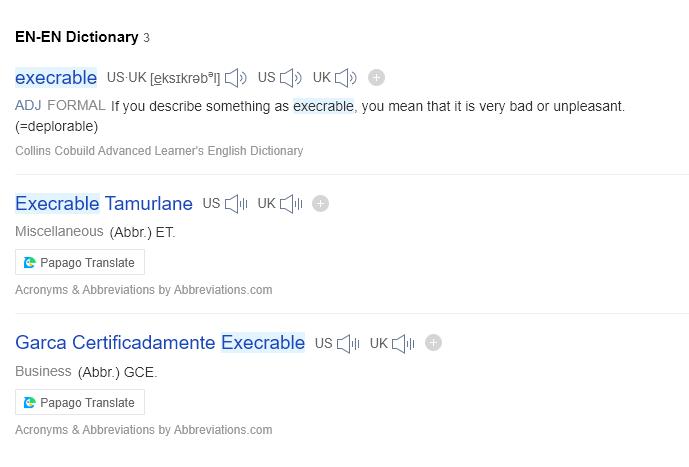 EN-EN Dictionary 3
execrable US·UK [eksɪkrəbᵊl] US UK
ADJ FORMAL If you describe something as execrable, you mean that it is very bad or unpleasant.
(=deplorable)
Collins Cobuild Advanced Learner's English Dictionary
Execrable Tamurlane US UK
Miscellaneous (Abbr.) ET.
Papago Translate
Acronyms & Abbreviations by Abbreviations.com
Garca Certificadamente Execrable US UK
Business (Abbr.) GCE.
Papago Translate
Acronyms & Abbreviations by Abbreviations.com